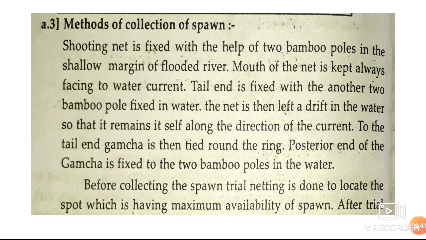 a.3] Methods of collection of spawn :-
Shooting net is fixed with the help of two bamboo poles in the
shallow margin of flooded river. Mouth of the net is kept always
facing to water current. Tail end is fixed with the another two
bamboo pole fixed in water. the net is then left a drift in the water
so that it remains it self along the direction of the current. To the
tail end gamcha is then tied round the ring. Posterior end of the
Gamcha is fixed to the two bamboo poles in the water.
Before collecting the spawn trial netting is done to locate the
spot which is having maximum availability of spawn. After